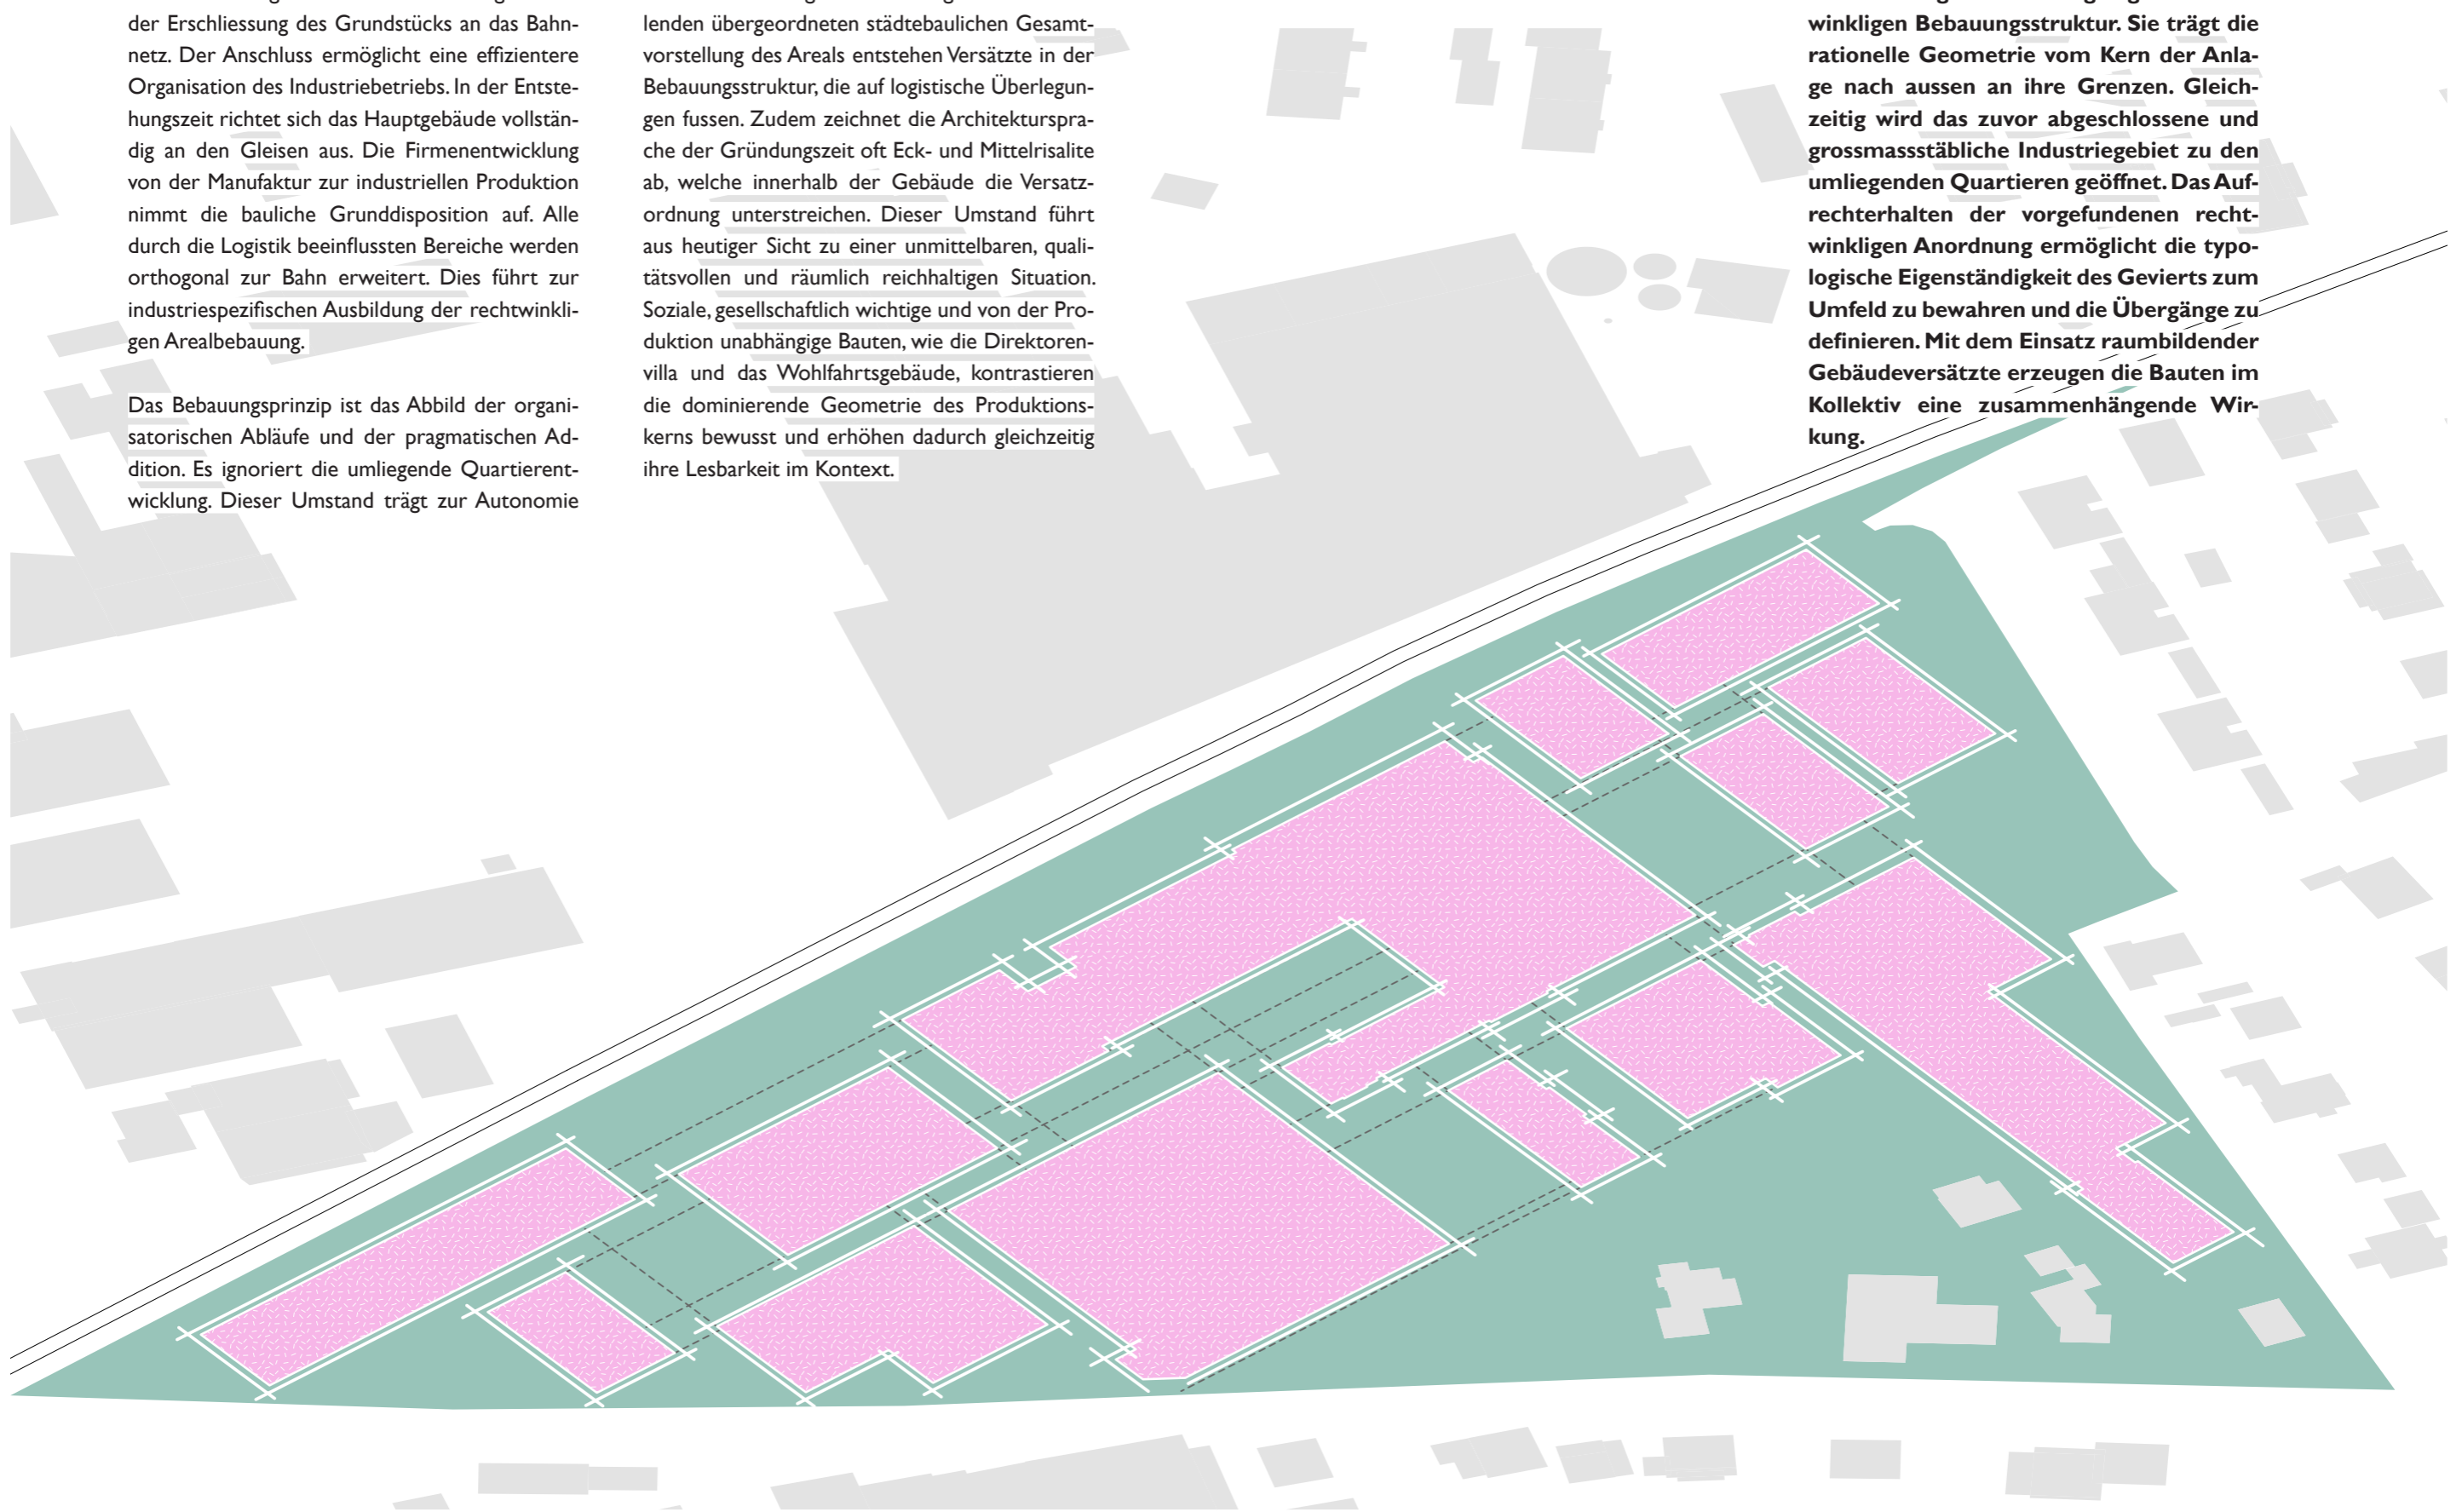 der Erschliessung des Grundstücks an das Bahn-
netz. Der Anschluss ermöglicht eine effizientere
Organisation des Industriebetriebs. In der Entste-
hungszeit richtet sich das Hauptgebäude vollstän-
dig an den Gleisen aus. Die Firmenentwicklung
von der Manufaktur zur industriellen Produktion
nimmt die bauliche Grunddisposition auf. Alle
durch die Logistik beeinflussten Bereiche werden
orthogonal zur Bahn erweitert. Dies führt zur
industriespezifischen Ausbildung der rechtwinkli-
gen Arealbebauung.
Das Bebauungsprinzip ist das Abbild der organi-
satorischen Abläufe und der pragmatischen Ad-
dition. Es ignoriert die umliegende Quartierent-
wicklung. Dieser Umstand trägt zur Autonomie
lenden übergeordneten städtebaulichen Gesamt-
vorstellung des Areals entstehen Versätzte in der
Bebauungsstruktur, die auf logistische Überlegun-
gen fussen. Zudem zeichnet die Architekturspra-
che der Gründungszeit oft Eck- und Mittelrisalite
ab, welche innerhalb der Gebäude die Versatz-
ordnung unterstreichen. Dieser Umstand führt
aus heutiger Sicht zu einer unmittelbaren, quali-
tätsvollen und räumlich reichhaltigen Situation.
Soziale, gesellschaftlich wichtige und von der Pro-
duktion unabhängige Bauten, wie die Direktoren-
villa und das Wohlfahrtsgebäude, kontrastieren
die dominierende Geometrie des Produktions-
kerns bewusst und erhöhen dadurch gleichzeitig
ihre Lesbarkeit im Kontext.
winkligen Bebauungsstruktur. Sie trägt die
rationelle Geometrie vom Kern der Anla-
ge nach aussen an ihre Grenzen. Gleich-
zeitig wird das zuvor abgeschlossene und
grossmassstäbliche Industriegebiet zu den
umliegenden Quartieren geöffnet. Das Auf-
rechterhalten der vorgefundenen recht-
winkligen Anordnung ermöglicht die typo-
logische Eigenständigkeit des Gevierts zum
Umfeld zu bewahren und die Übergänge zu
definieren. Mit dem Einsatz raumbildender
Gebäudeversätzte erzeugen die Bauten im
Kollektiv eine zusammenhängende Wir-
kung.